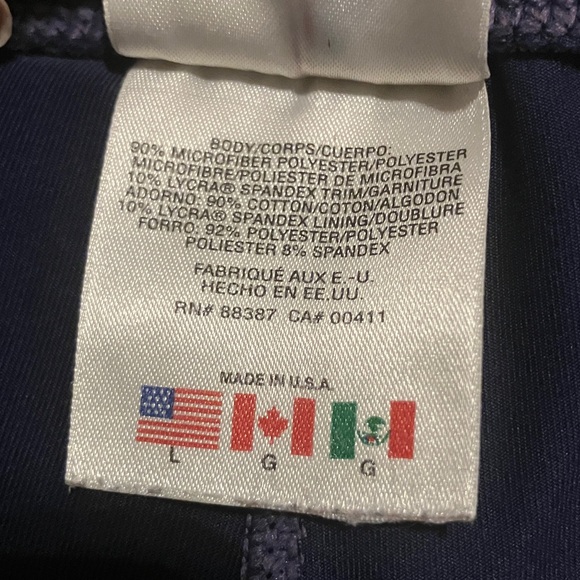 BODY/CORPS/CUERPO:
90% MICROFIBER POLYESTER/POLYESTER
MICROFIBRE/POLIESTER DE MICROFIBRA
10% LYCRA® SPANDEX TRIM/GARNITURE
ADORNO: 90% COTTON/COTON/ALGODON
10% LYCRA® SPANDEX LINING/DOUBLURE
FORRO: 92% POLYESTER/POLYESTER
POLIESTER 8% SPANDEX
FABRIQUÉ AUX E.-U.
HECHO EN EE.UU.
RN# 88387 CA# 00411
MADE IN U.S.A.
L G G